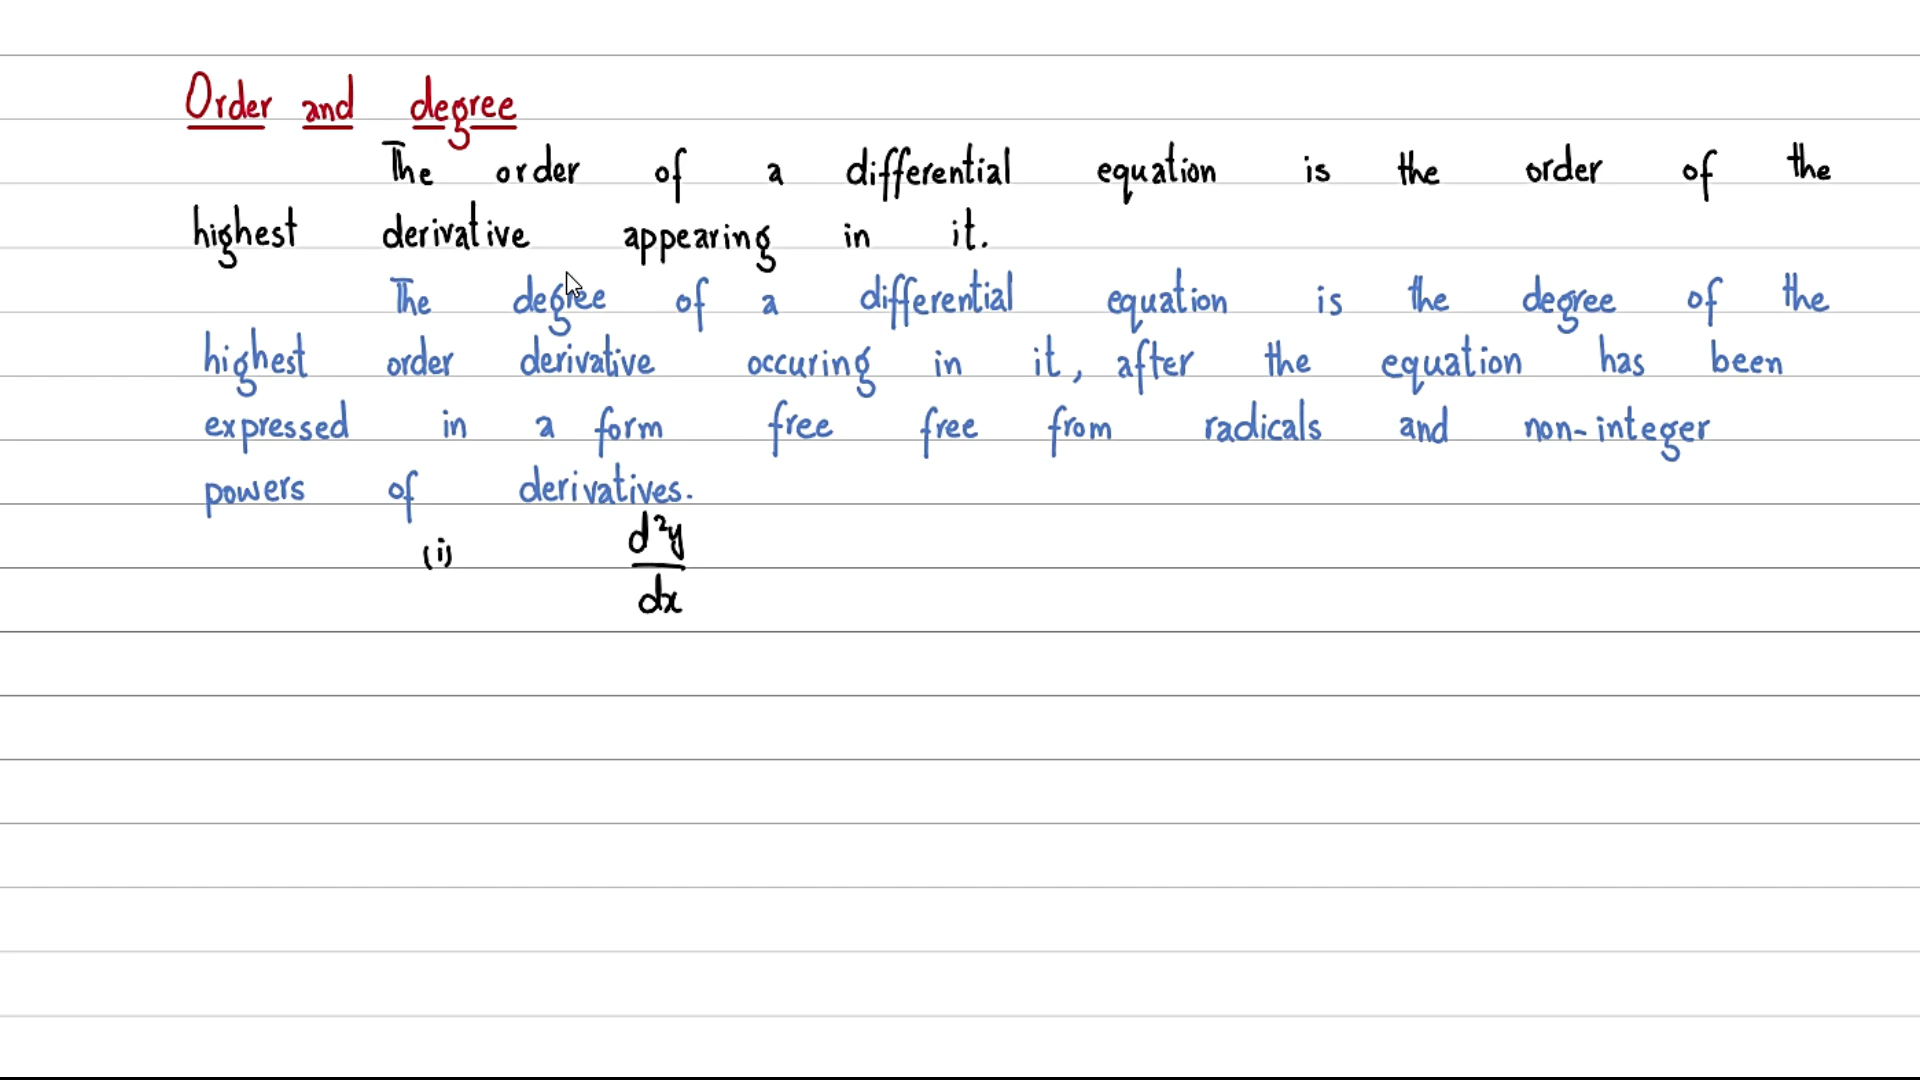 Order and degree
The order of a differential equation is the order of the
highest derivative appearing in it.
The degree of a differential equation is the degree of the
highest order derivative occuring in it, after the equation has been
expressed in a form free free from radicals and non-integer
powers of derivatives.
(i) d²y
dx